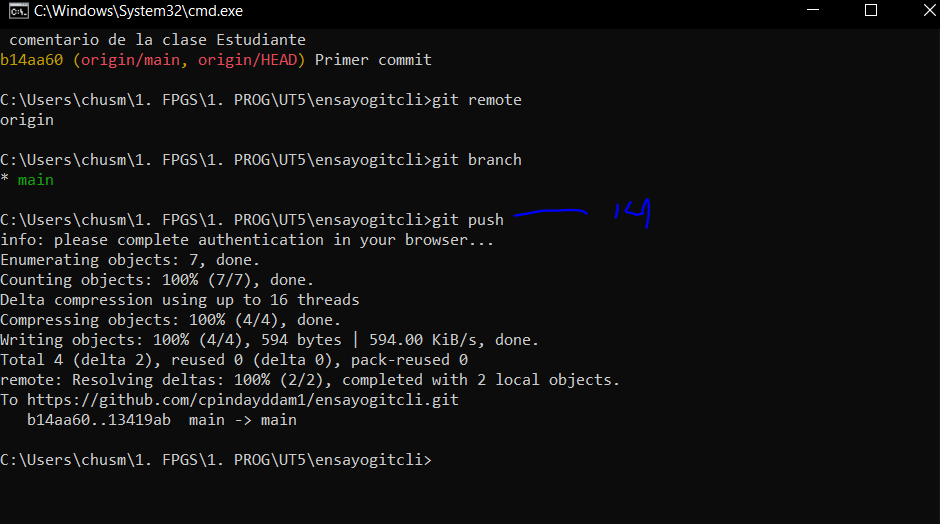 C:\Windows\System32\cmd.exe
comentario de la clase Estudiante
b14aa60 (origin/main, origin/HEAD) Primer commit
C:\Users\chusm\1. FPGS\1. PROG\UT5\ensayogitcli>git remote
origin
C:\Users\chusm\1. FPGS\1. PROG\UT5\ensayogitcli>git branch
* main
C:\Users\chusm\1. FPGS\1. PROG\UT5\ensayogitcli>git push 14
info: please complete authentication in your browser...
Enumerating objects: 7, done.
Counting objects: 100% (7/7), done.
Delta compression using up to 16 threads
Compressing objects: 100% (4/4), done.
Writing objects: 100% (4/4), 594 bytes | 594.00 KiB/s, done.
Total 4 (delta 2), reused 0 (delta 0), pack-reused 0
remote: Resolving deltas: 100% (2/2), completed with 2 local objects.
To https://github.com/cpindayddam1/ensayogitcli.git
b14aa60..13419ab  main -> main
C:\Users\chusm\1. FPGS\1. PROG\UT5\ensayogitcli>